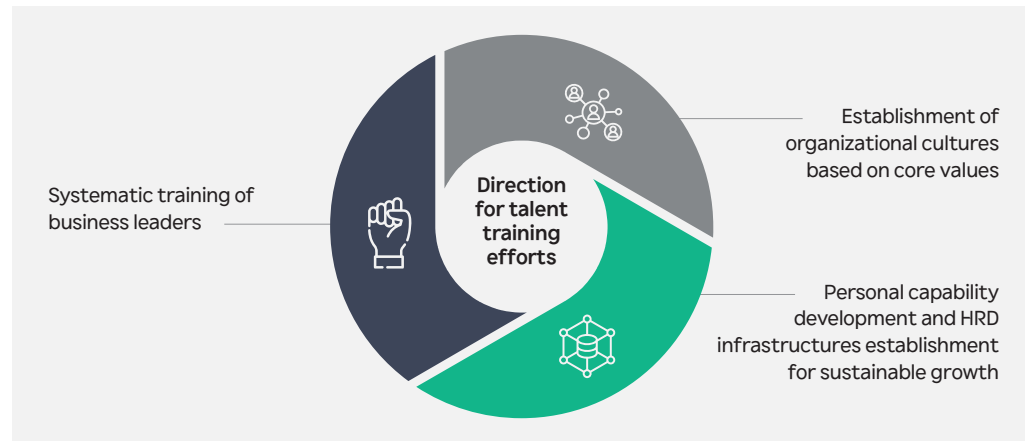 Direction
for talent
training
efforts
Establishment of
organizational cultures
based on core values
Personal capability
development and HRD
infrastructures establishment
for sustainable growth
Systematic training of
business leaders